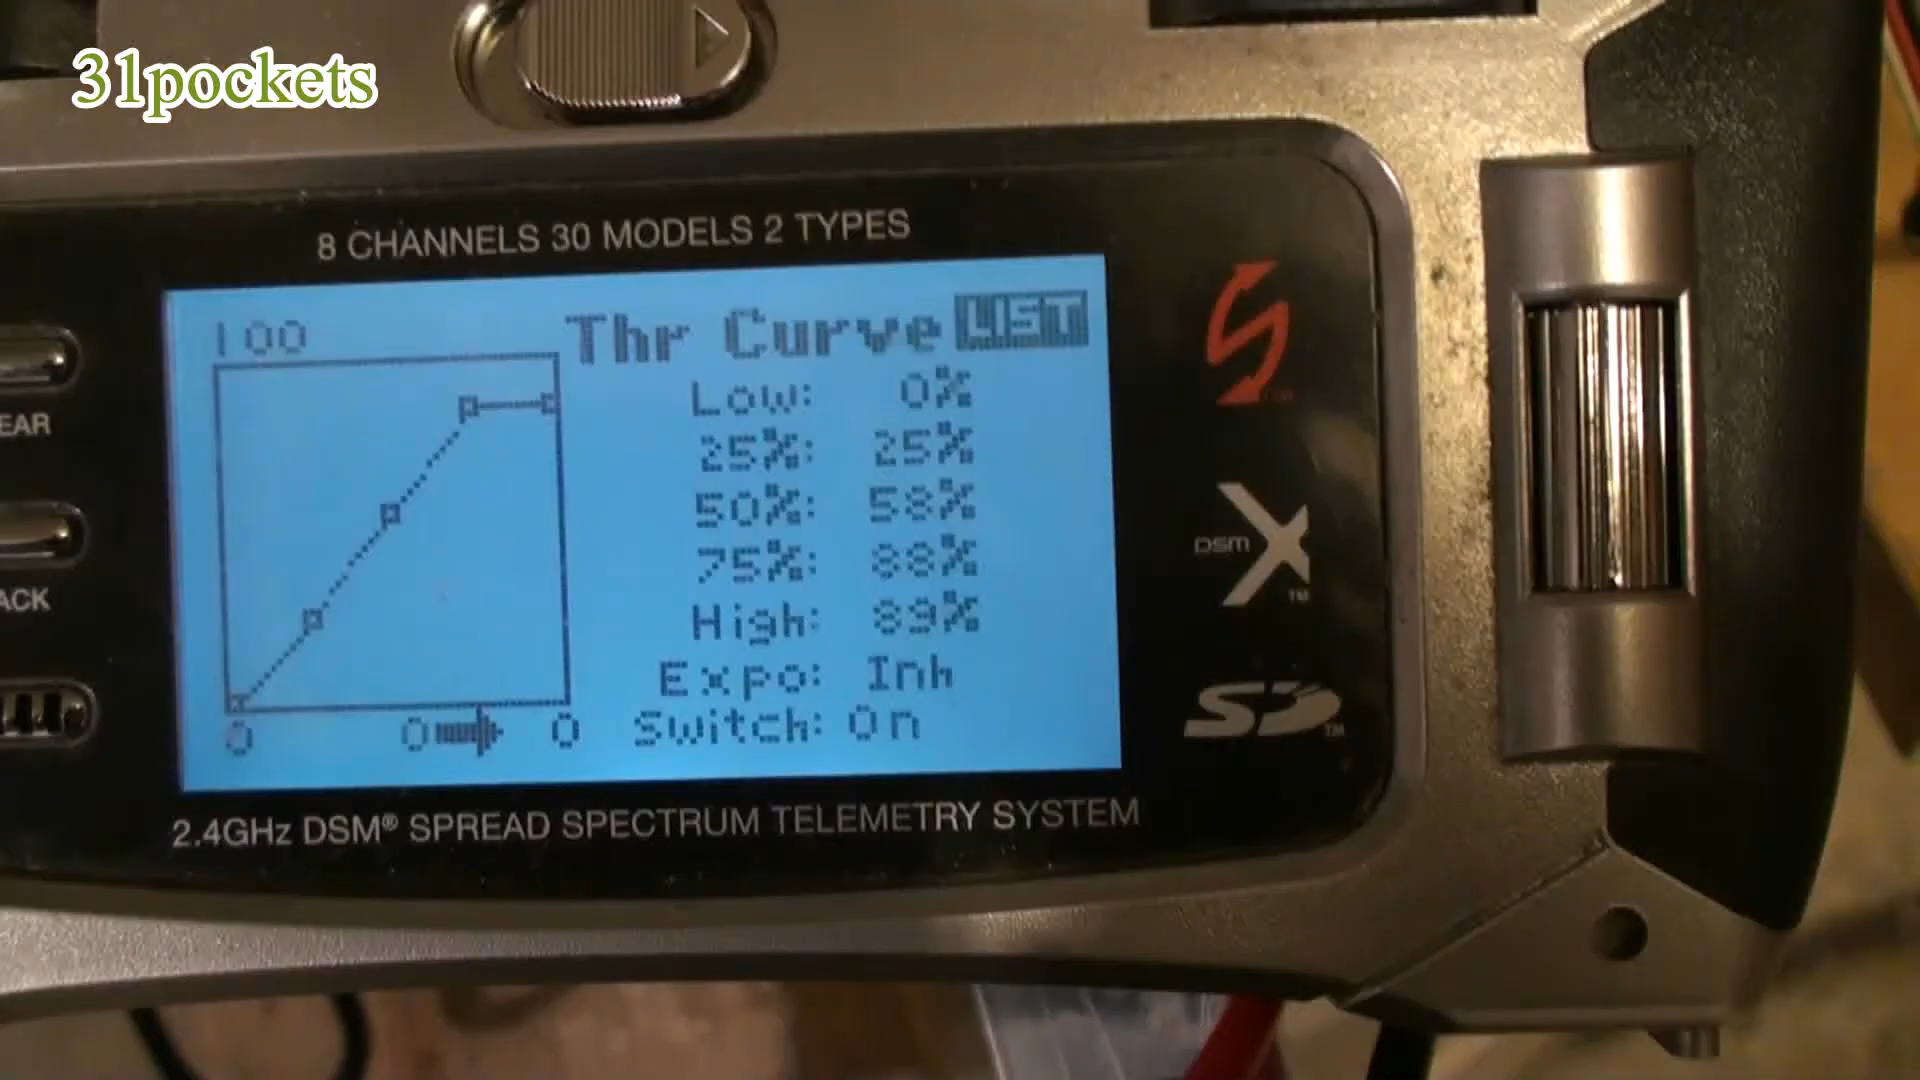 31pockets
8 CHANNELS 30 MODELS 2 TYPES
100
Thr Curve LIST
Low: 0%
25%: 25%
50%: 58%
75%: 88%
High: 89%
Expo: Inh
Switch: On
0 0 0
EAR
ACK
DSM X™
SD™
2.4GHz DSM® SPREAD SPECTRUM TELEMETRY SYSTEM